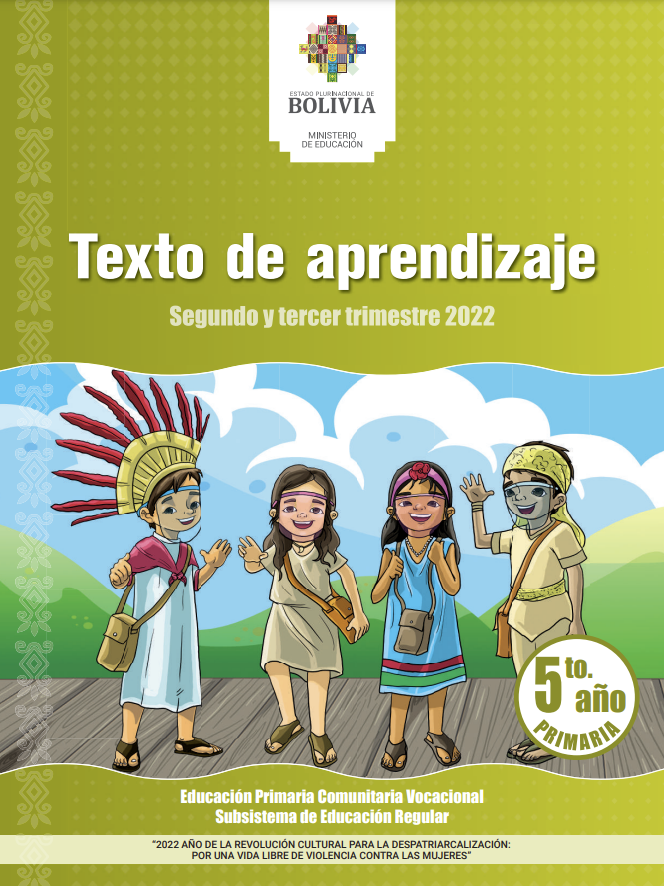 ESTADO PLURINACIONAL DE
BOLIVIA
MINISTERIO
DE EDUCACIÓN
Texto de aprendizaje
Segundo y tercer trimestre 2022
5to. año
PRIMARIA
Educación Primaria Comunitaria Vocacional
Subsistema de Educación Regular
“2022 AÑO DE LA REVOLUCIÓN CULTURAL PARA LA DESPATRIARCALIZACIÓN:
POR UNA VIDA LIBRE DE VIOLENCIA CONTRA LAS MUJERES”